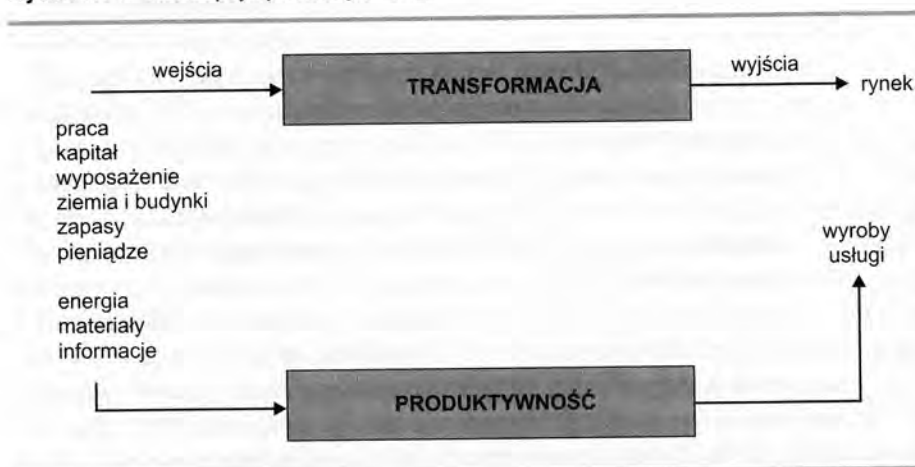 wejścia
TRANSFORMACJA
wyjścia
rynek
praca
kapitał
wyposażenie
ziemia i budynki
zapasy
pieniądze
energia
materiały
informacje
wyroby
usługi
PRODUKTYWNOŚĆ